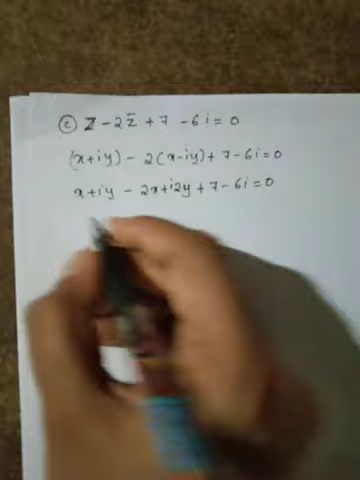 (c) Z - 2z̅ + 7 - 6i = 0
(x+iy) - 2(x-iy) + 7 - 6i = 0
x+iy - 2x+i2y + 7 - 6i = 0